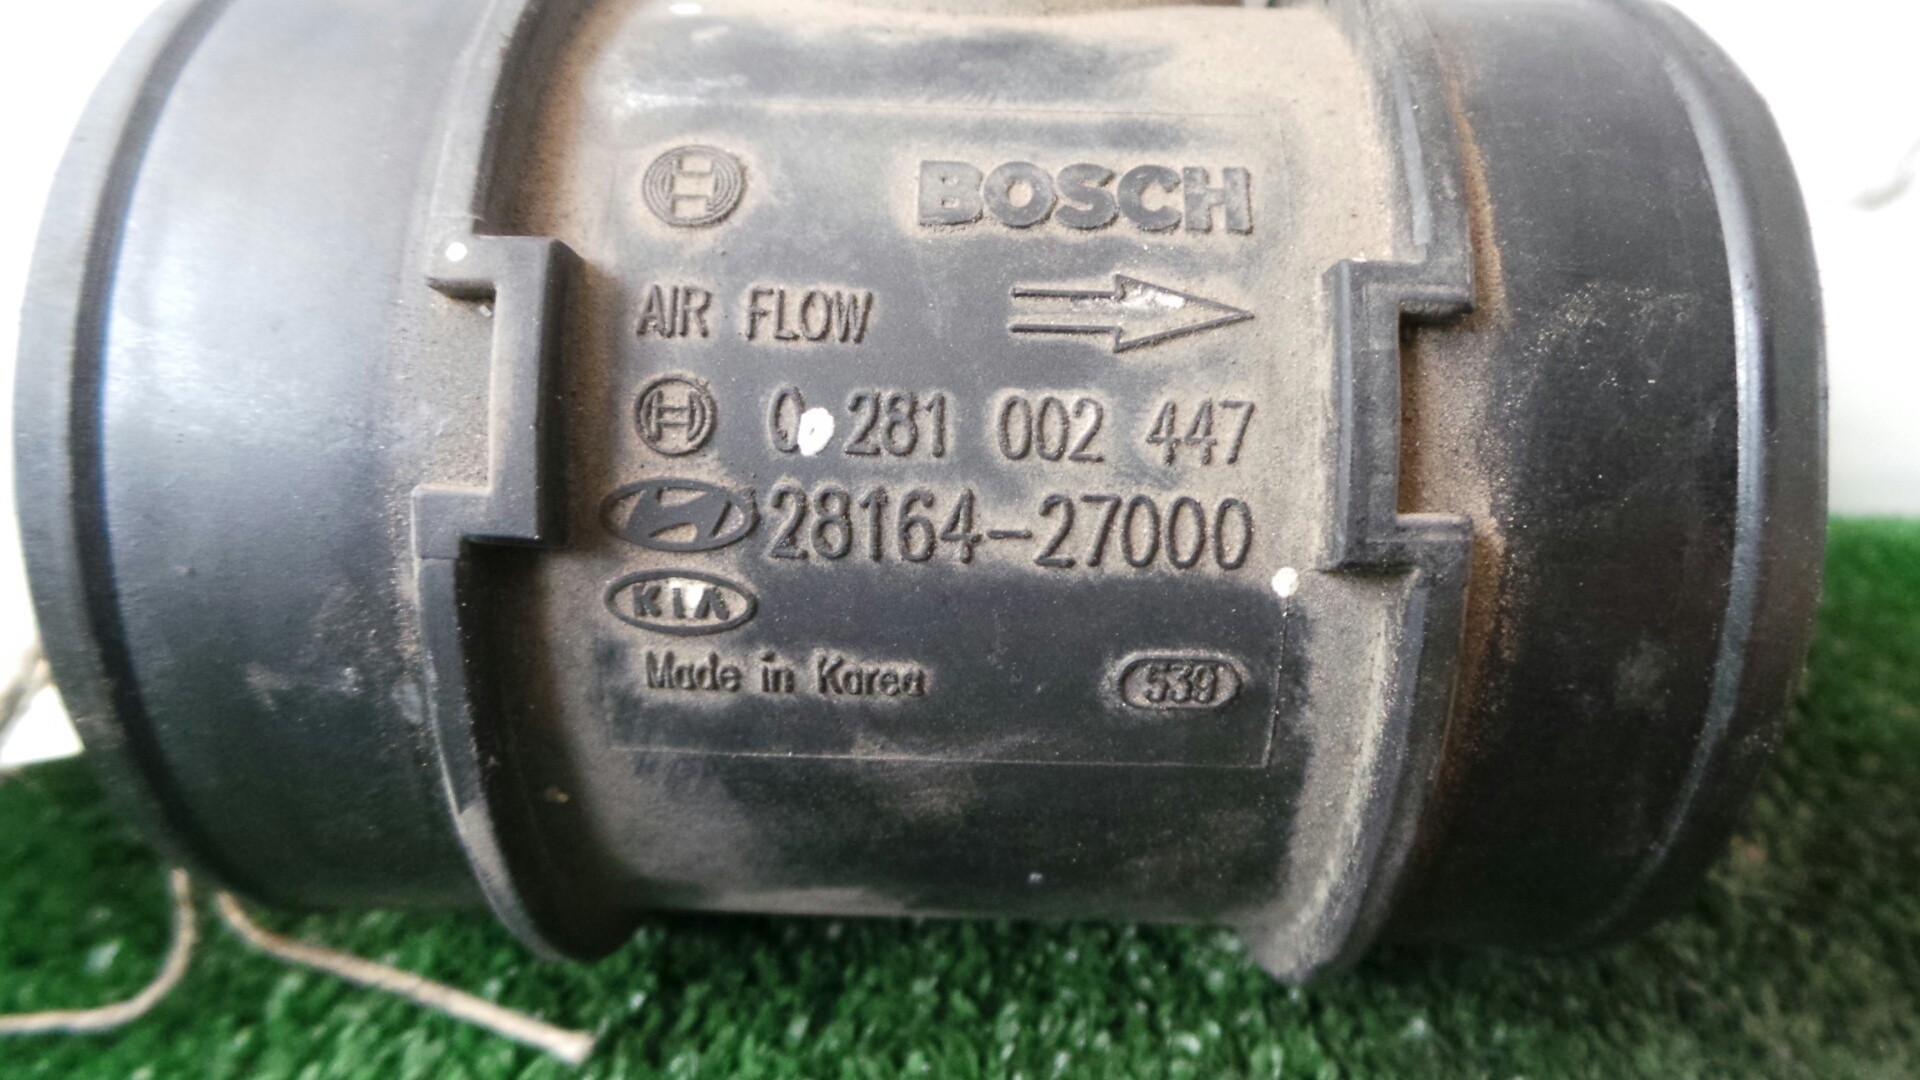 BOSCH
AIR FLOW
0 281 002 447
28164-27000
KIA
Made in Korea 539